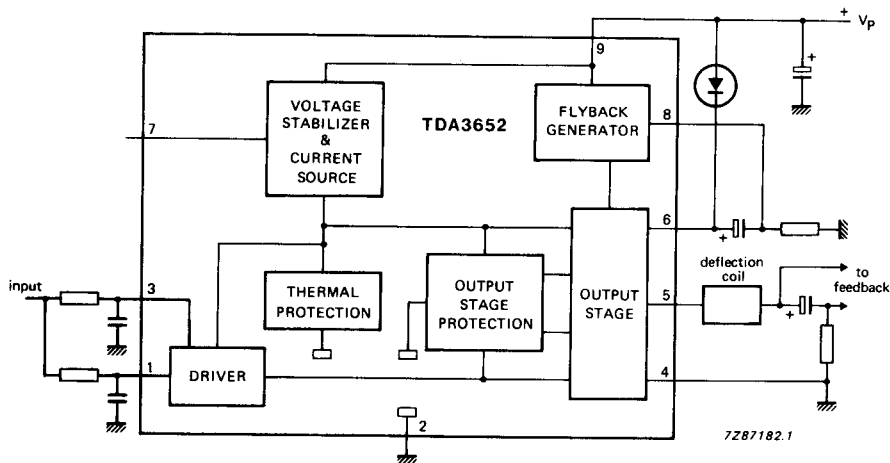 +
Vp
+
9
VOLTAGE
STABILIZER
&
CURRENT
SOURCE
TDA3652
FLYBACK
GENERATOR
8
7
6
+
THERMAL
PROTECTION
OUTPUT
STAGE
PROTECTION
OUTPUT
STAGE
5
deflection
coil
+
to
feedback
input
3
1
DRIVER
4
2
7Z87182.1